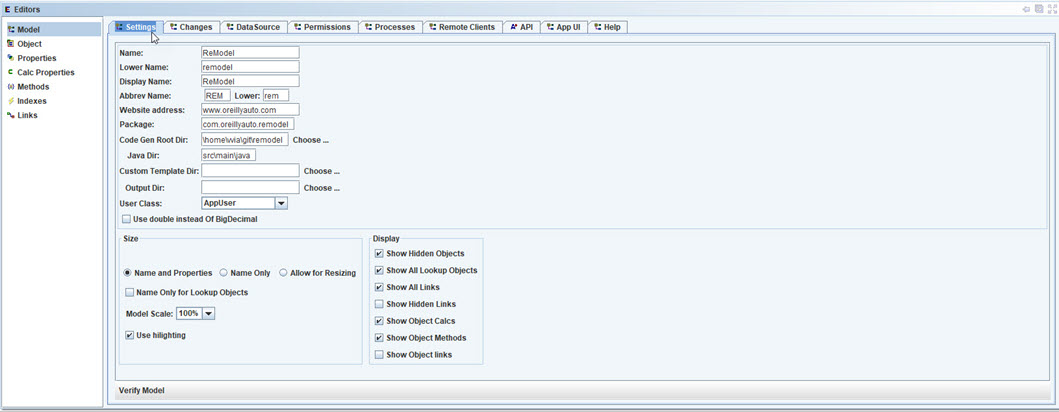 Editors
Model
Object
Properties
Calc Properties
Methods
Indexes
Links
Settings Changes DataSource Permissions Processes Remote Clients API App UI Help
Name: ReModel
Lower Name: remodel
Display Name: ReModel
Abbrev Name: REM Lower: rem
Website address: www.oreillyauto.com
Package: com.oreillyauto.remodel
Code Gen Root Dir: \home\vvia\git\remodel Choose ...
Java Dir: src\main\java
Custom Template Dir: Choose ...
Output Dir: Choose ...
User Class: AppUser
Use double instead Of BigDecimal
Size
Name and Properties Name Only Allow for Resizing
Name Only for Lookup Objects
Model Scale: 100%
Use hilighting
Display
Show Hidden Objects
Show All Lookup Objects
Show All Links
Show Hidden Links
Show Object Calcs
Show Object Methods
Show Object links
Verify Model